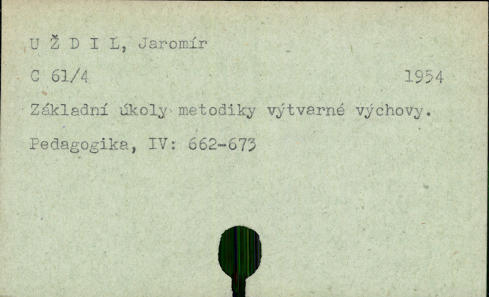 U Ž D I L, Jaromír
C 61/4 1954
Základní úkoly metodiky výtvarné výchovy.
Pedagogika, IV: 662-673